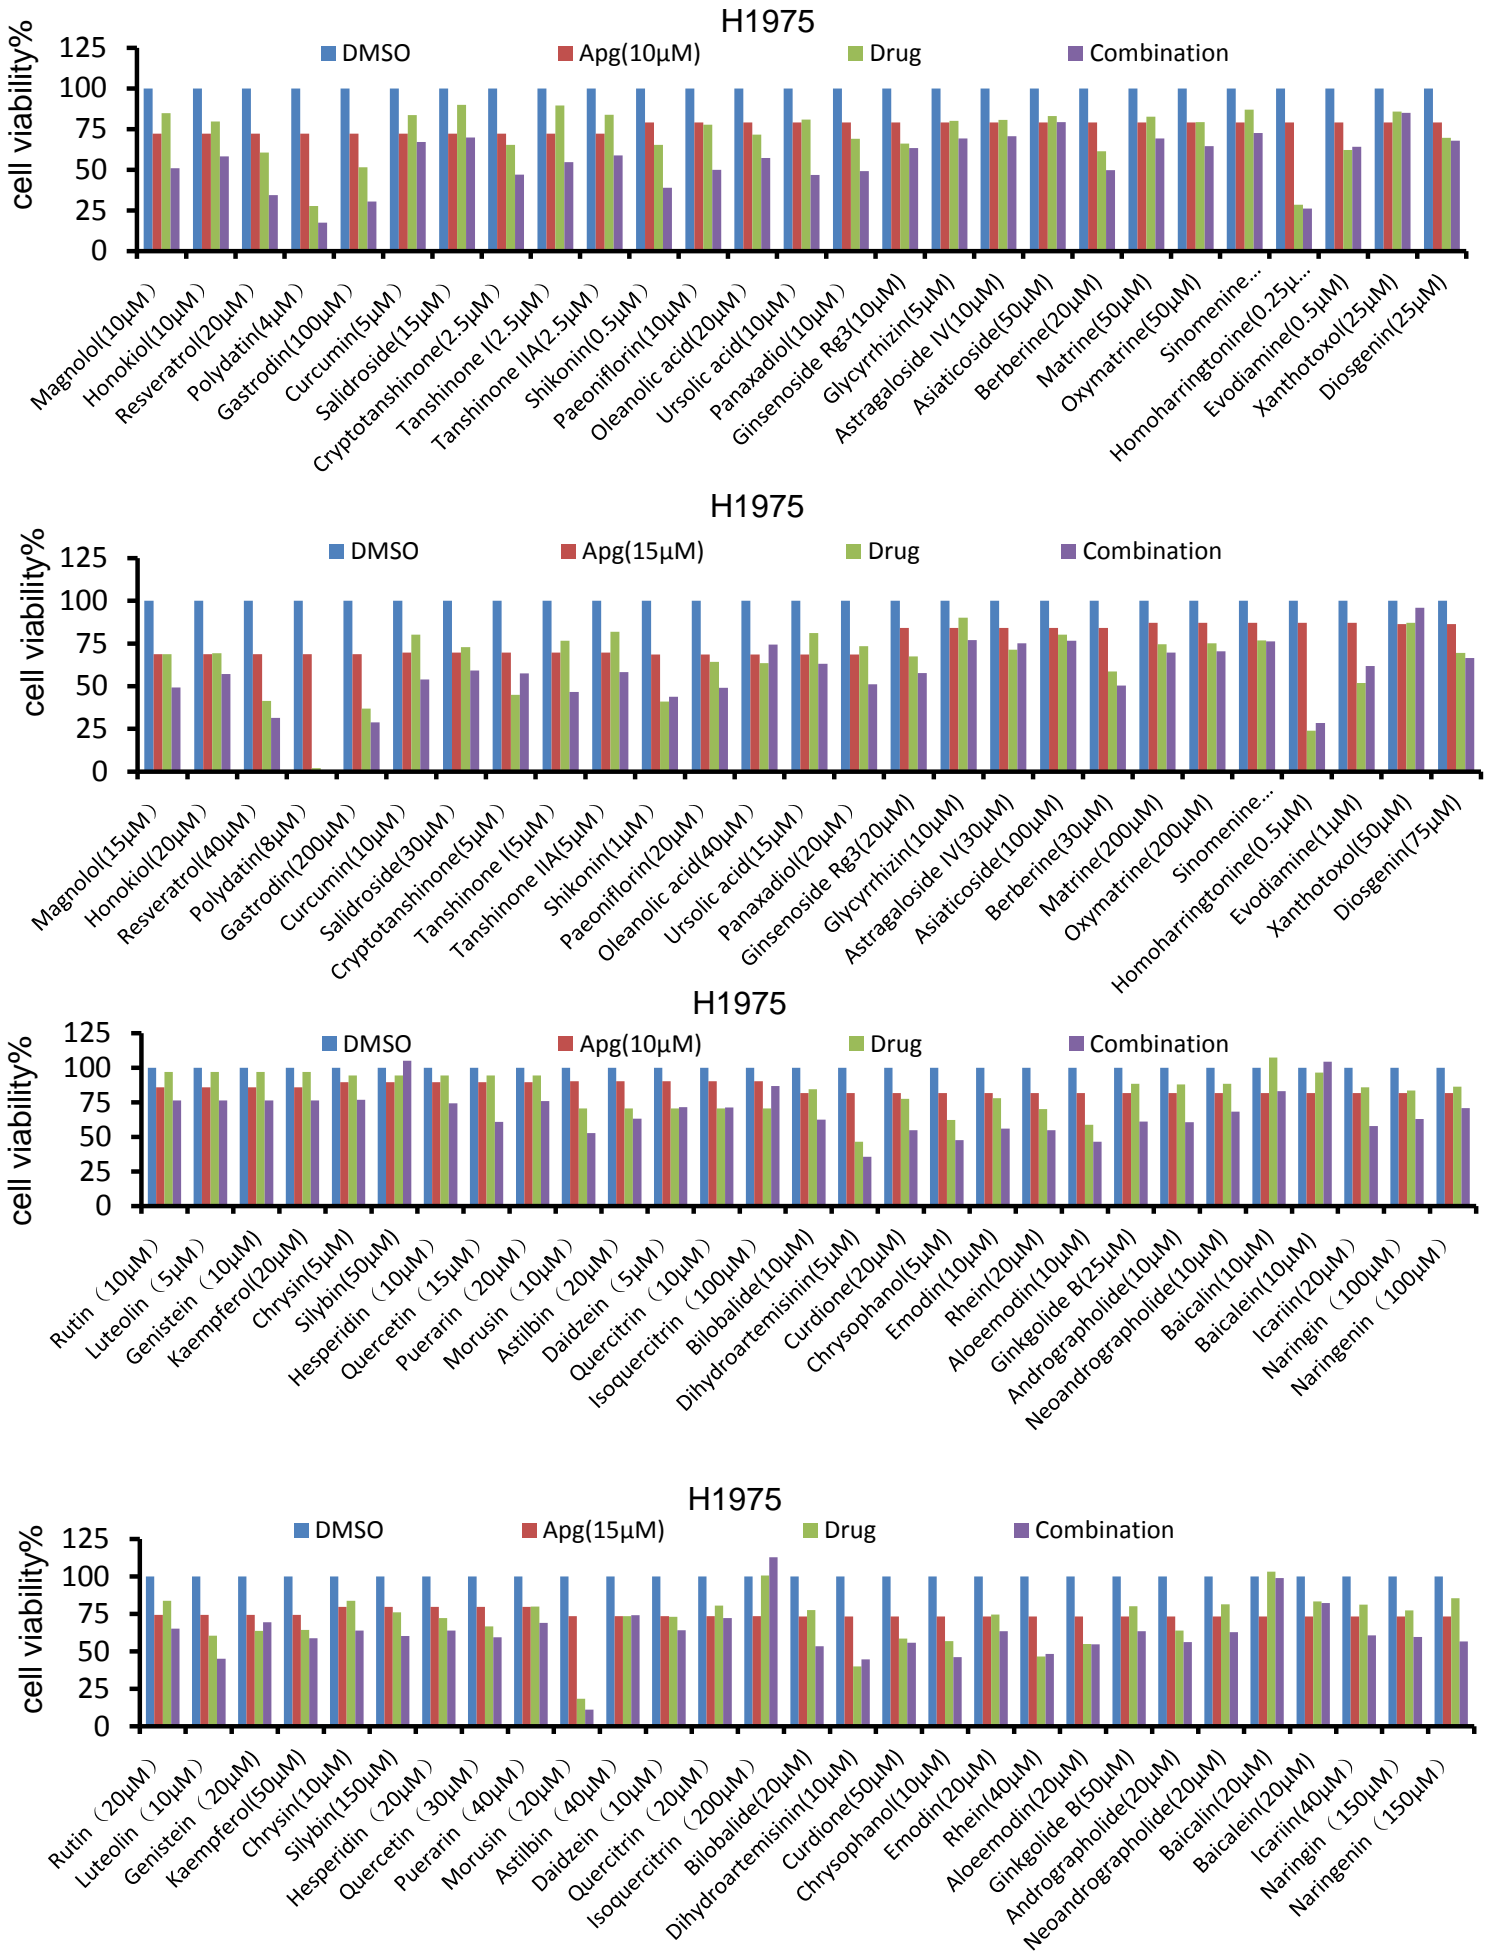 H1975
DMSO Apg(10μM) Drug Combination
cell viability%
125
100
75
50
25
0
Magnolol(10μM）
Honokiol(10μM）
Resveratrol(20μM）
Polydatin(4μM）
Gastrodin(100μM）
Curcumin(5μM）
Salidroside(15μM）
Cryptotanshinone(2.5μM）
Tanshinone I(2.5μM）
Tanshinone IIA(2.5μM）
Shikonin(0.5μM）
Paeoniflorin(10μM）
Oleanolic acid(20μM）
Ursolic acid(10μM）
Panaxadiol(10μM）
Ginsenoside Rg3(10μM)
Glycyrrhizin(5μM)
Astragaloside IV(10μM)
Asiaticoside(50μM)
Berberine(20μM)
Matrine(50μM)
Oxymatrine(50μM)
Sinomenine...
Homoharringtonine(0.25μ...
Evodiamine(0.5μM)
Xanthotoxol(25μM)
Diosgenin(25μM)
H1975
DMSO Apg(15μM) Drug Combination
cell viability%
125
100
75
50
25
0
Magnolol(15μM）
Honokiol(20μM）
Resveratrol(40μM）
Polydatin(8μM）
Gastrodin(200μM）
Curcumin(10μM）
Salidroside(30μM）
Cryptotanshinone(5μM）
Tanshinone I(5μM）
Tanshinone IIA(5μM）
Shikonin(1μM）
Paeoniflorin(20μM）
Oleanolic acid(40μM）
Ursolic acid(15μM）
Panaxadiol(20μM）
Ginsenoside Rg3(20μM)
Glycyrrhizin(10μM)
Astragaloside IV(30μM)
Asiaticoside(100μM)
Berberine(30μM)
Matrine(200μM)
Oxymatrine(200μM)
Sinomenine...
Homoharringtonine(0.5μM)
Evodiamine(1μM)
Xanthotoxol(50μM)
Diosgenin(75μM)
H1975
DMSO Apg(10μM) Drug Combination
cell viability%
125
100
75
50
25
0
Rutin（10μM）
Luteolin（5μM）
Genistein（10μM)
Kaempferol(20μM)
Chrysin(5μM)
Silybin(50μM)
Hesperidin（10μM）
Quercetin（15μM）
Puerarin（20μM）
Morusin（10μM）
Astilbin（20μM）
Daidzein（5μM）
Quercitrin（10μM）
Isoquercitrin（100μM）
Bilobalide(10μM)
Dihydroartemisinin(5μM)
Curdione(20μM)
Chrysophanol(5μM)
Emodin(10μM)
Rhein(20μM)
Aloeemodin(10μM)
Ginkgolide B(25μM)
Andrographolide(10μM)
Neoandrographolide(10μM)
Baicalin(10μM)
Baicalein(10μM)
Icariin(20μM）
Naringin（100μM）
Naringenin（100μM）
H1975
DMSO Apg(15μM) Drug Combination
cell viability%
125
100
75
50
25
0
Rutin（20μM）
Luteolin（10μM）
Genistein（20μM)
Kaempferol(50μM)
Chrysin(10μM)
Silybin(150μM)
Hesperidin（20μM）
Quercetin（30μM）
Puerarin（40μM）
Morusin（20μM）
Astilbin（40μM）
Daidzein（10μM）
Quercitrin（20μM）
Isoquercitrin（200μM）
Bilobalide(20μM)
Dihydroartemisinin(10μM)
Curdione(50μM)
Chrysophanol(10μM)
Emodin(20μM)
Rhein(40μM)
Aloeemodin(20μM)
Ginkgolide B(50μM)
Andrographolide(20μM)
Neoandrographolide(20μM)
Baicalin(20μM)
Baicalein(20μM)
Icariin(40μM）
Naringin（150μM）
Naringenin（150μM）